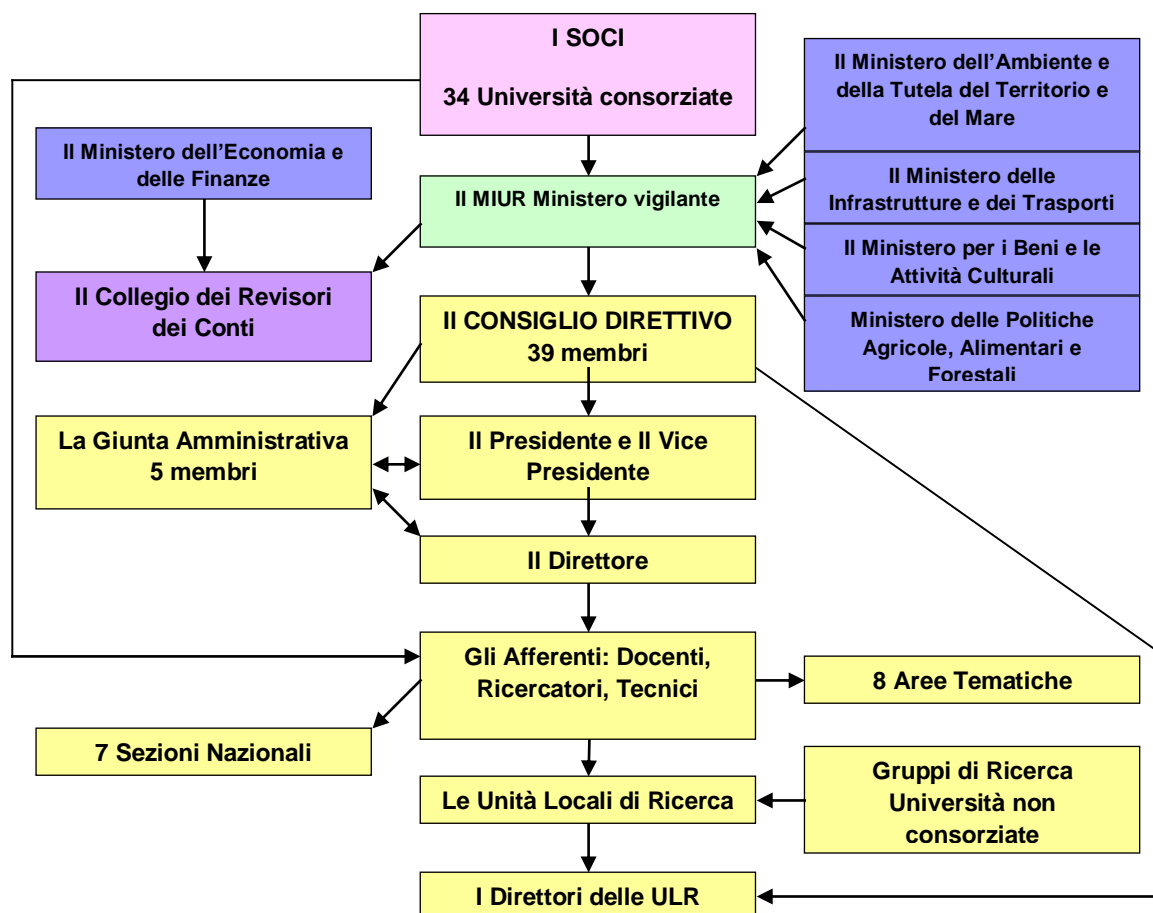 I SOCI
34 Università consorziate
Il Ministero dell'Ambiente e
della Tutela del Territorio e
del Mare
Il Ministero dell'Economia e
delle Finanze
Il MIUR Ministero vigilante
Il Ministero delle
Infrastrutture e dei Trasporti
Il Ministero per i Beni e le
Attività Culturali
Il Collegio dei Revisori
dei Conti
Il CONSIGLIO DIRETTIVO
39 membri
Ministero delle Politiche
Agricole, Alimentari e
Forestali
La Giunta Amministrativa
5 membri
Il Presidente e Il Vice
Presidente
Il Direttore
Gli Afferenti: Docenti,
Ricercatori, Tecnici
8 Aree Tematiche
7 Sezioni Nazionali
Le Unità Locali di Ricerca
Gruppi di Ricerca
Università non
consorziate
I Direttori delle ULR